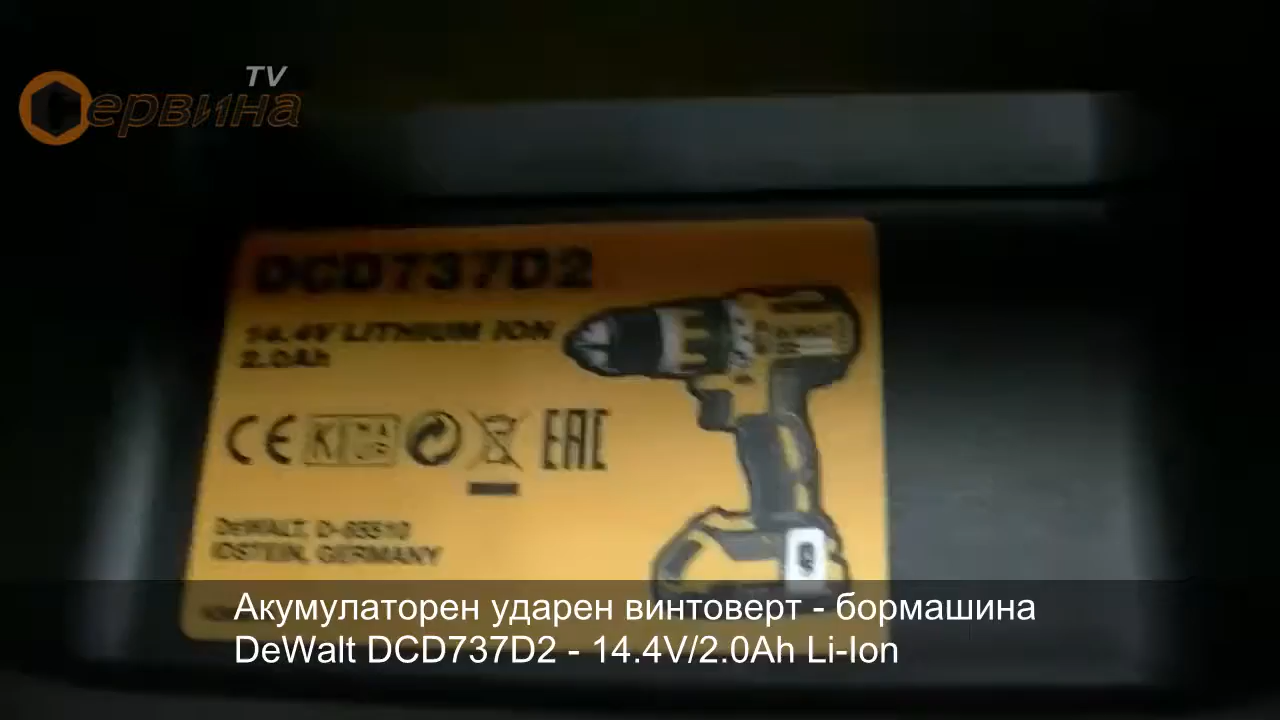 TV
Сервина
DCD737D2
14.4V LITHIUM ION
2.0Ah
CE
EAC
DeWALT, D-65510
IDSTEIN, GERMANY
Акумулаторен ударен винтоверт - бормашина
DeWalt DCD737D2 - 14.4V/2.0Ah Li-Ion